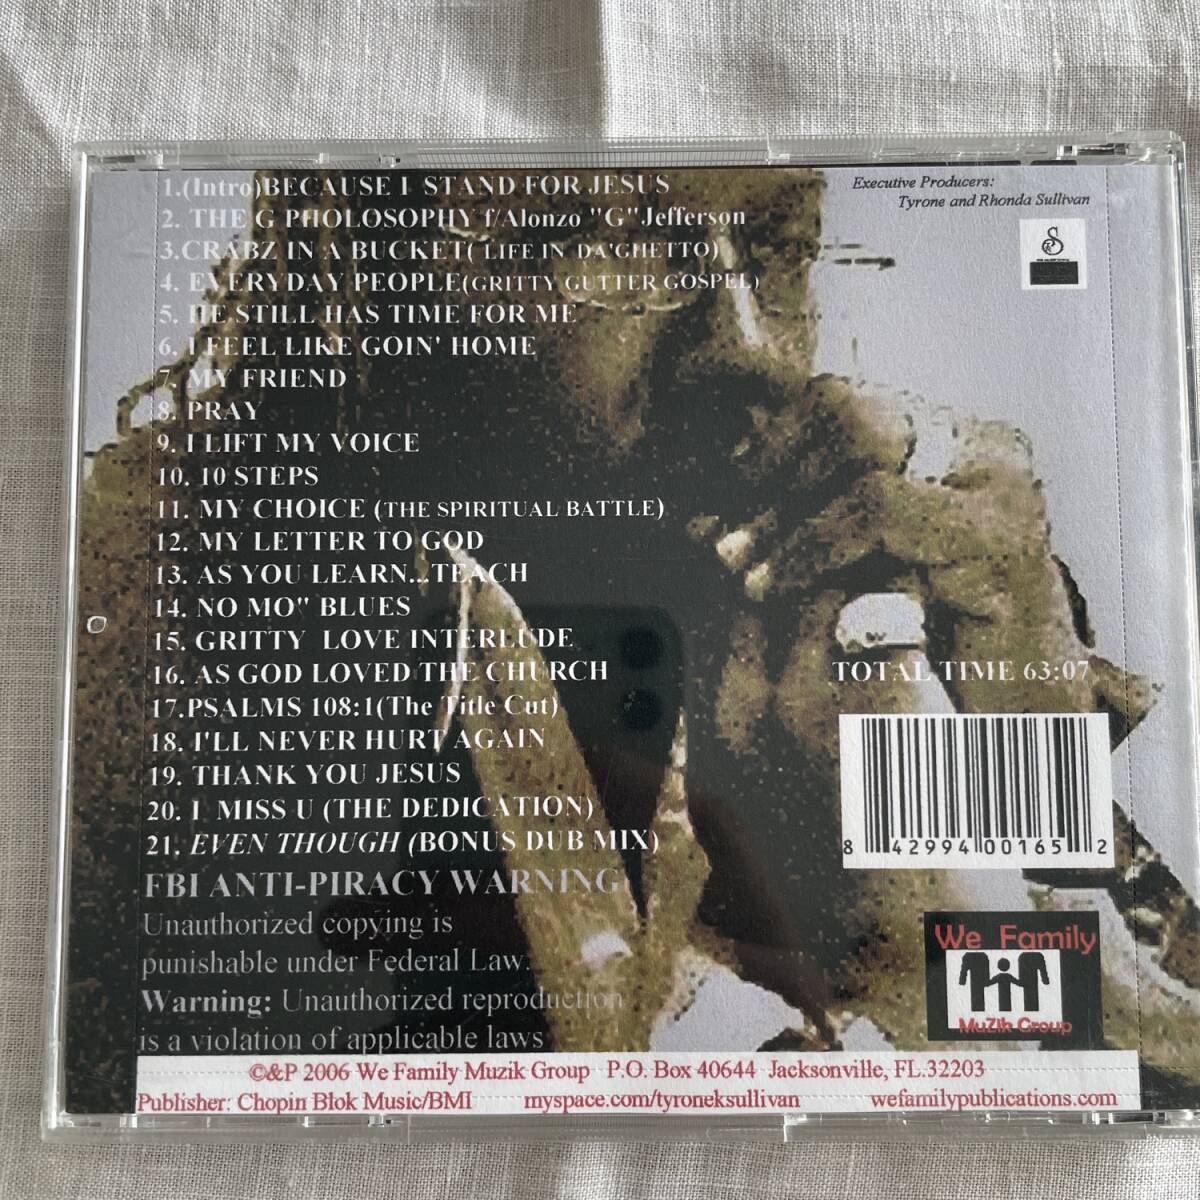 1.(Intro)BECAUSE I STAND FOR JESUS
2. THE G PHOLOSOPHY f/Alonzo "G"Jefferson
3.CRABZ IN A BUCKET( LIFE IN DA'GHETTO)
4. EVERYDAY PEOPLE(GRITTY GUTTER GOSPEL)
5. HE STILL HAS TIME FOR ME
6. I FEEL LIKE GOIN' HOME
7. MY FRIEND
8. PRAY
9. I LIFT MY VOICE
10. 10 STEPS
11. MY CHOICE (THE SPIRITUAL BATTLE)
12. MY LETTER TO GOD
13. AS YOU LEARN...TEACH
14. NO MO" BLUES
15. GRITTY LOVE INTERLUDE
16. AS GOD LOVED THE CHURCH
17.PSALMS 108:1(The Title Cut)
18. I'LL NEVER HURT AGAIN
19. THANK YOU JESUS
20. I MISS U (THE DEDICATION)
21. EVEN THOUGH (BONUS DUB MIX)
FBI ANTI-PIRACY WARNING
Unauthorized copying is
punishable under Federal Law.
Warning: Unauthorized reproduction
is a violation of applicable laws
Executive Producers:
Tyrone and Rhonda Sullivan
TOTAL TIME 63:07
8 42994 00165 2
We Family
MuZik Group
©&P 2006 We Family Muzik Group P.O. Box 40644 Jacksonville, FL.32203
Publisher: Chopin Blok Music/BMI myspace.com/tyroneksullivan wefamilypublications.com